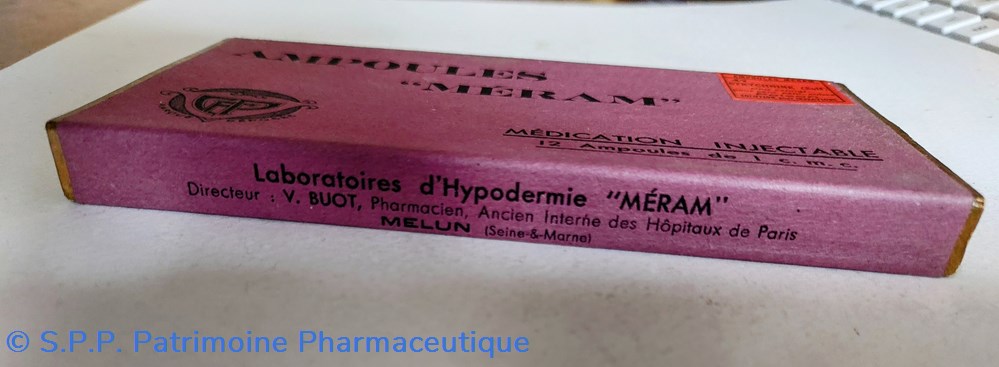 AMPOULES
"MÉRAM"
MÉDICATION INJECTABLE
12 Ampoules de 1 c. m. c.
Laboratoires d'Hypodermie "MÉRAM"
Directeur : V. BUOT, Pharmacien, Ancien Interne des Hôpitaux de Paris
MELUN (Seine-&-Marne)
© S.P.P. Patrimoine Pharmaceutique